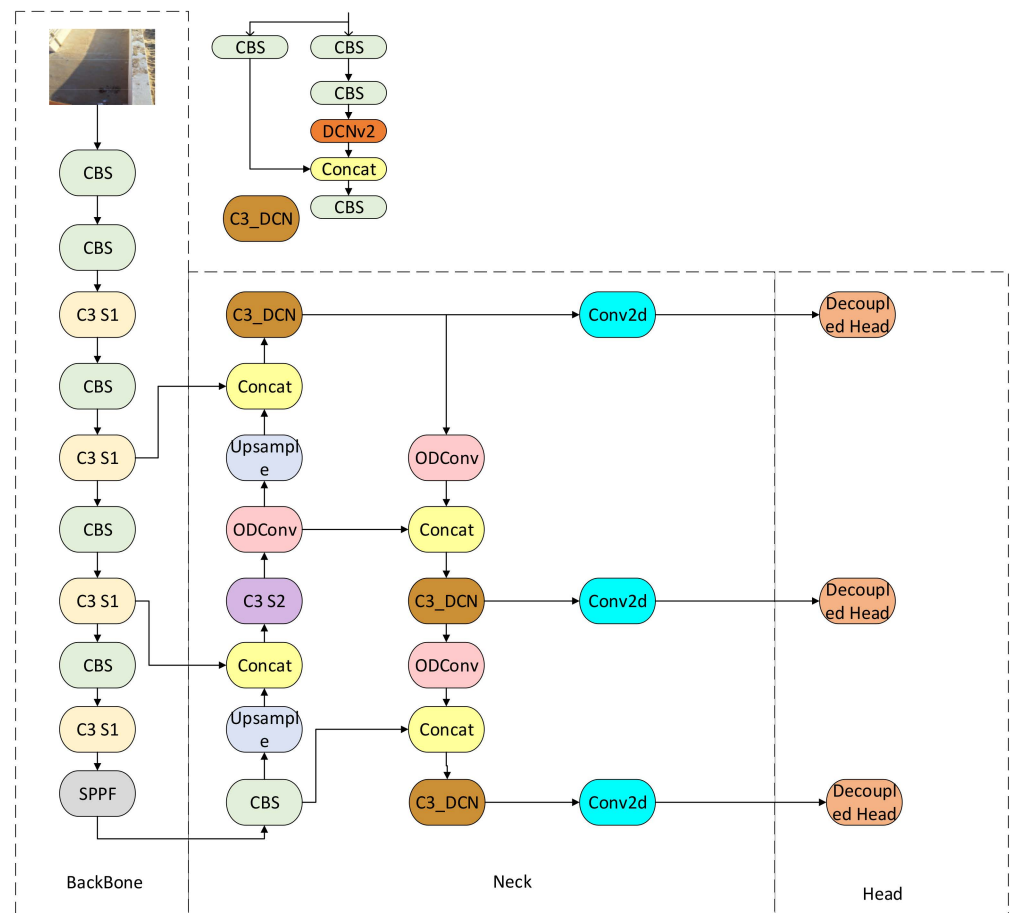 CBS
CBS
C3 S1
CBS
C3 S1
CBS
C3 S1
CBS
C3 S1
SPPF
BackBone
CBS
CBS
CBS
DCNv2
Concat
CBS
C3_DCN
C3_DCN
Concat
Upsampl
e
ODConv
C3 S2
Concat
Upsampl
e
CBS
ODConv
Concat
C3_DCN
ODConv
Concat
C3_DCN
Conv2d
Conv2d
Conv2d
Neck
Decoupl
ed Head
Decoupl
ed Head
Decoupl
ed Head
Head